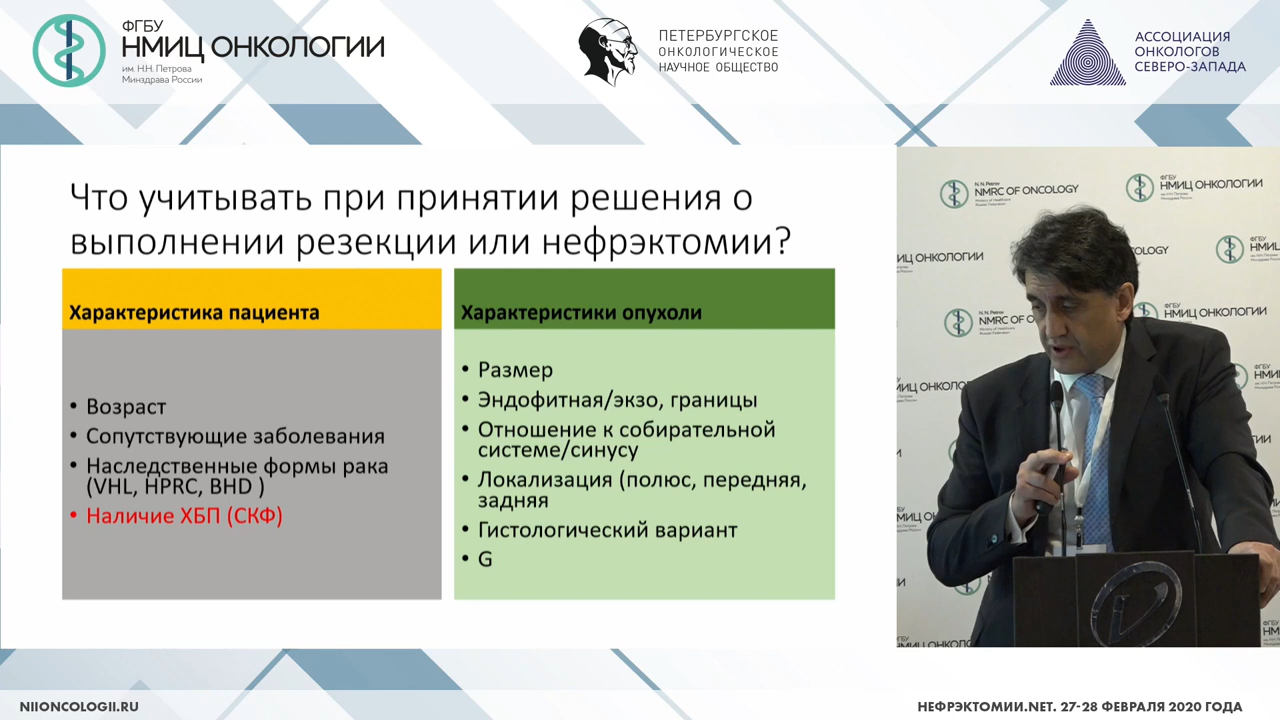 ФГБУ
НМИЦ ОНКОЛОГИИ
им. Н.Н. Петрова
Минздрава России
ПЕТЕРБУРГСКОЕ
ОНКОЛОГИЧЕСКОЕ
НАУЧНОЕ ОБЩЕСТВО
АССОЦИАЦИЯ
ОНКОЛОГОВ
СЕВЕРО-ЗАПАДА
Что учитывать при принятии решения о
выполнении резекции или нефрэктомии?
Характеристика пациента
• Возраст
• Сопутствующие заболевания
• Наследственные формы рака
(VHL, HPRC, BHD )
• Наличие ХБП (СКФ)
Характеристики опухоли
• Размер
• Эндофитная/экзо, границы
• Отношение к собирательной
системе/синусу
• Локализация (полюс, передняя,
задняя
• Гистологический вариант
• G
N.N. Petrov
NMRC OF ONCOLOGY
ФГБУ
НМИЦ ОНКОЛОГИИ
NIIONCOLOGII.RU
НЕФРЭКТОМИИ.NET. 27-28 ФЕВРАЛЯ 2020 ГОДА